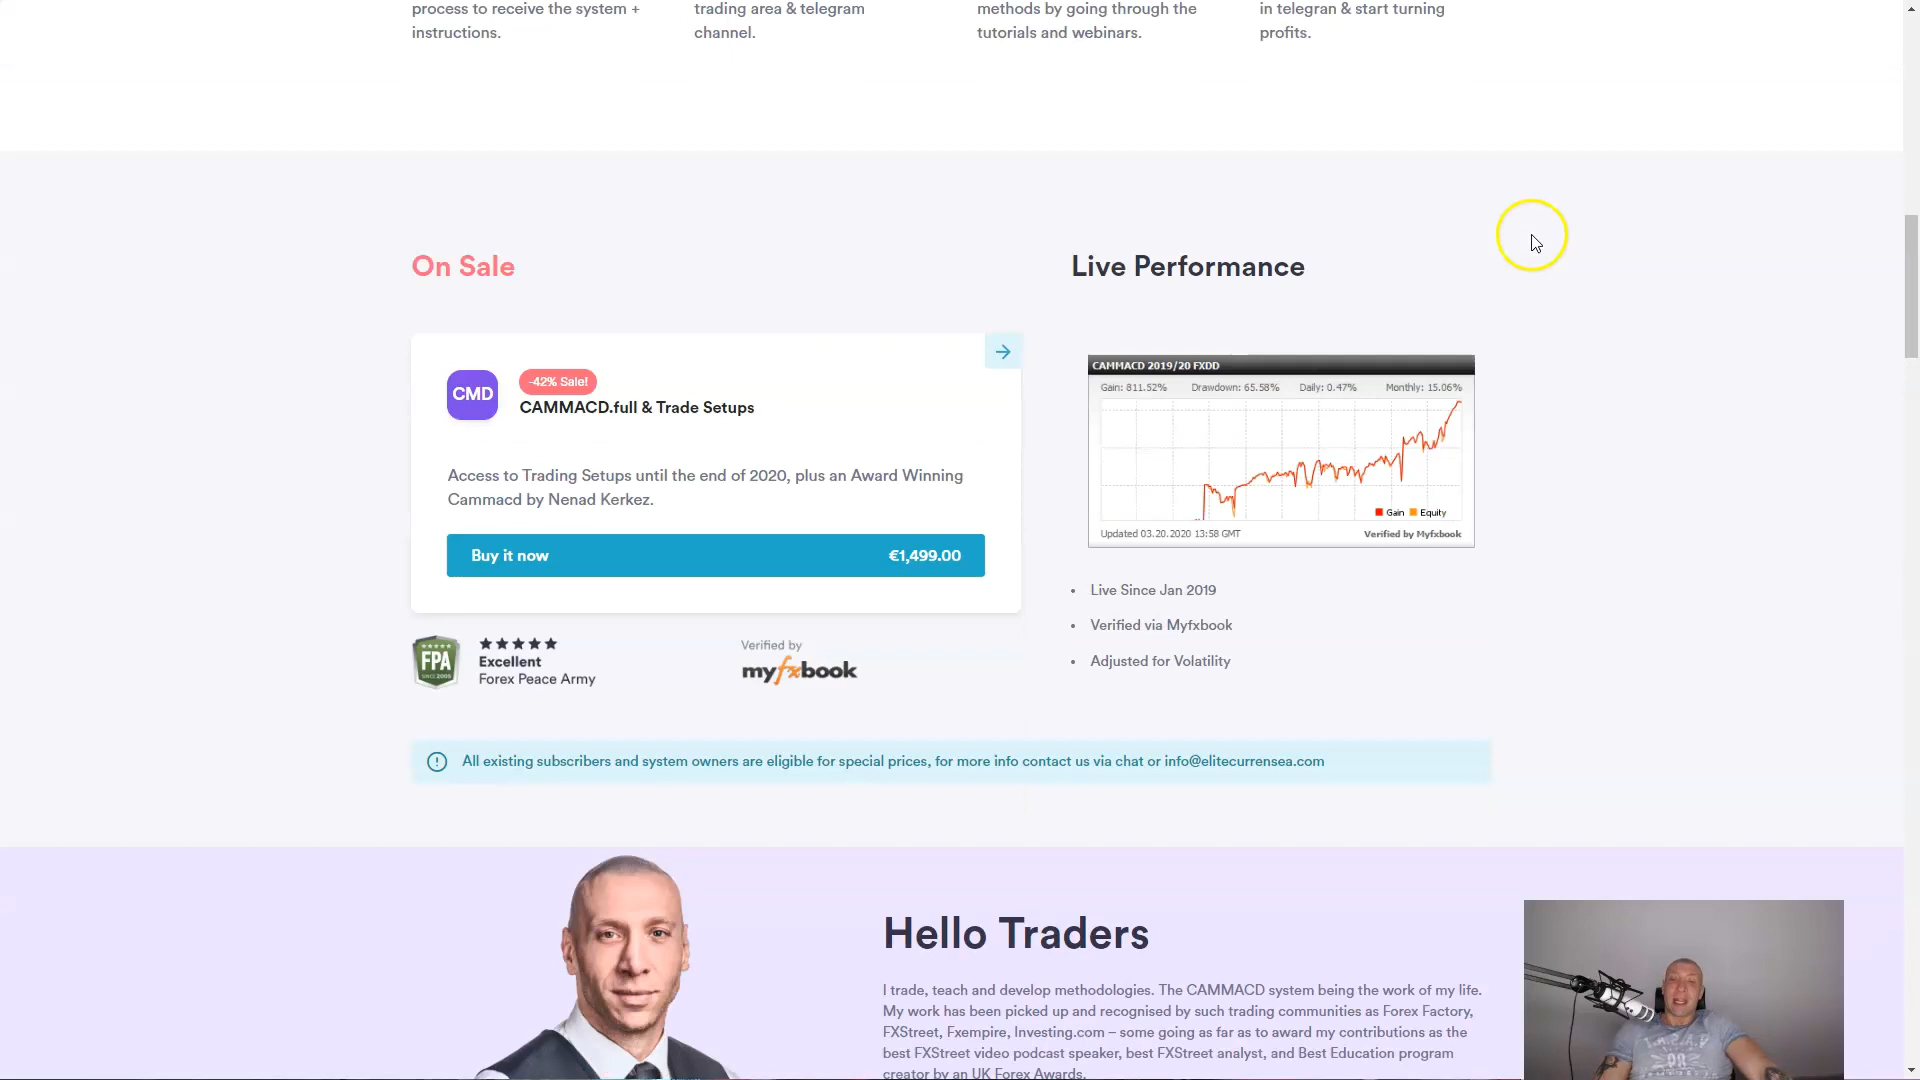 process to receive the system +
instructions.
trading area & telegram
channel.
methods by going through the
tutorials and webinars.
in telegran & start turning
profits.
On Sale
CMD
-42% Sale!
CAMMACD.full & Trade Setups
Access to Trading Setups until the end of 2020, plus an Award Winning
Cammacd by Nenad Kerkez.
Buy it now €1,499.00
FPA
SINCE 2005
Excellent
Forex Peace Army
Verified by
myfxbook
Live Performance
CAMMACD 2019/20 FXDD
Gain: 811.52% Drawdown: 65.58% Daily: 0.47% Monthly: 15.06%
Gain Equity
Updated 03.20.2020 13:58 GMT Verified by Myfxbook
• Live Since Jan 2019
• Verified via Myfxbook
• Adjusted for Volatility
All existing subscribers and system owners are eligible for special prices, for more info contact us via chat or info@elitecurrensea.com
Hello Traders
I trade, teach and develop methodologies. The CAMMACD system being the work of my life.
My work has been picked up and recognised by such trading communities as Forex Factory,
FXStreet, Fxempire, Investing.com – some going as far as to award my contributions as the
best FXStreet video podcast speaker, best FXStreet analyst, and Best Education program
creator by an UK Forex Awards.